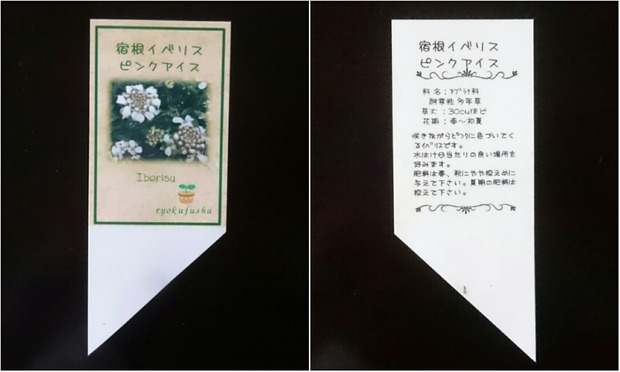 宿根イベリス
ピンクアイス
Iberisu
ryokufusha
宿根イベリス
ピンクアイス
科 名：ｱﾌﾞﾗﾅ科
耐寒性多年草
草丈：30cmほど
花期：春～初夏
咲きながらﾋﾟﾝｸに色づいてく
るｲﾍﾞﾘｽです。
水はけ日当たりの良い場所を
好みます。
肥料は春、秋にやや控えめに
与えて下さい。夏期の肥料は
控えて下さい。